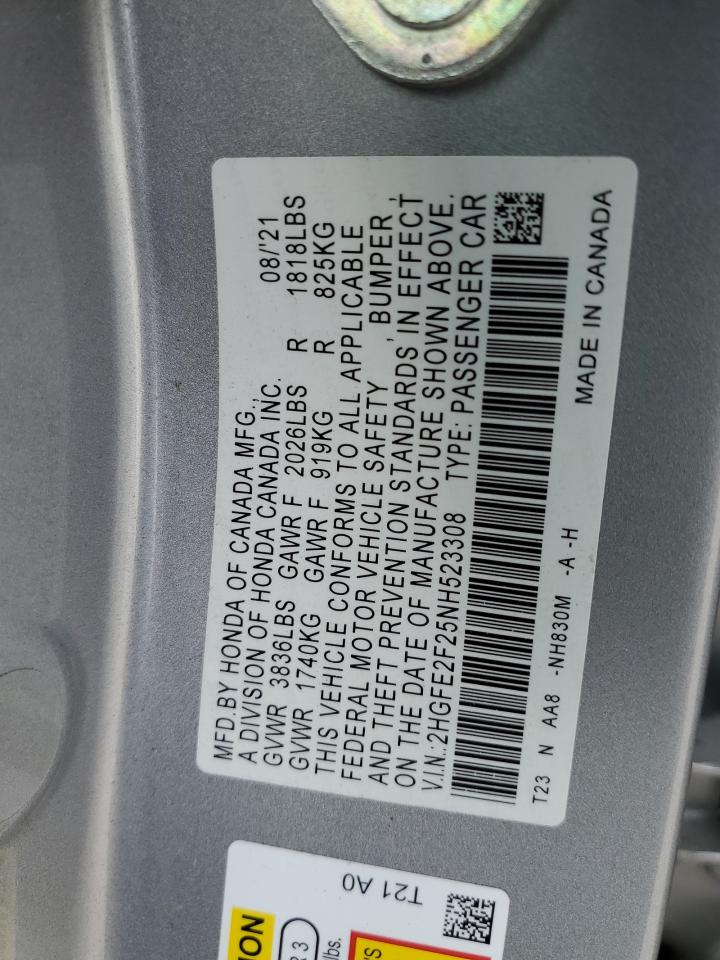 MFD.BY HONDA OF CANADA MFG.,
A DIVISION OF HONDA CANADA INC. 08/'21
GVWR 3836LBS GAWR F 2026LBS R 1818LBS
GVWR 1740KG GAWR F 919KG R 825KG
THIS VEHICLE CONFORMS TO ALL APPLICABLE
FEDERAL MOTOR VEHICLE SAFETY , BUMPER ,
AND THEFT PREVENTION STANDARDS IN EFFECT
ON THE DATE OF MANUFACTURE SHOWN ABOVE.
V.I.N.:2HGFE2F25NH523308 TYPE: PASSENGER CAR
T23 N AA8 -NH830M -A -H
MADE IN CANADA
T21 A0
3
lbs.